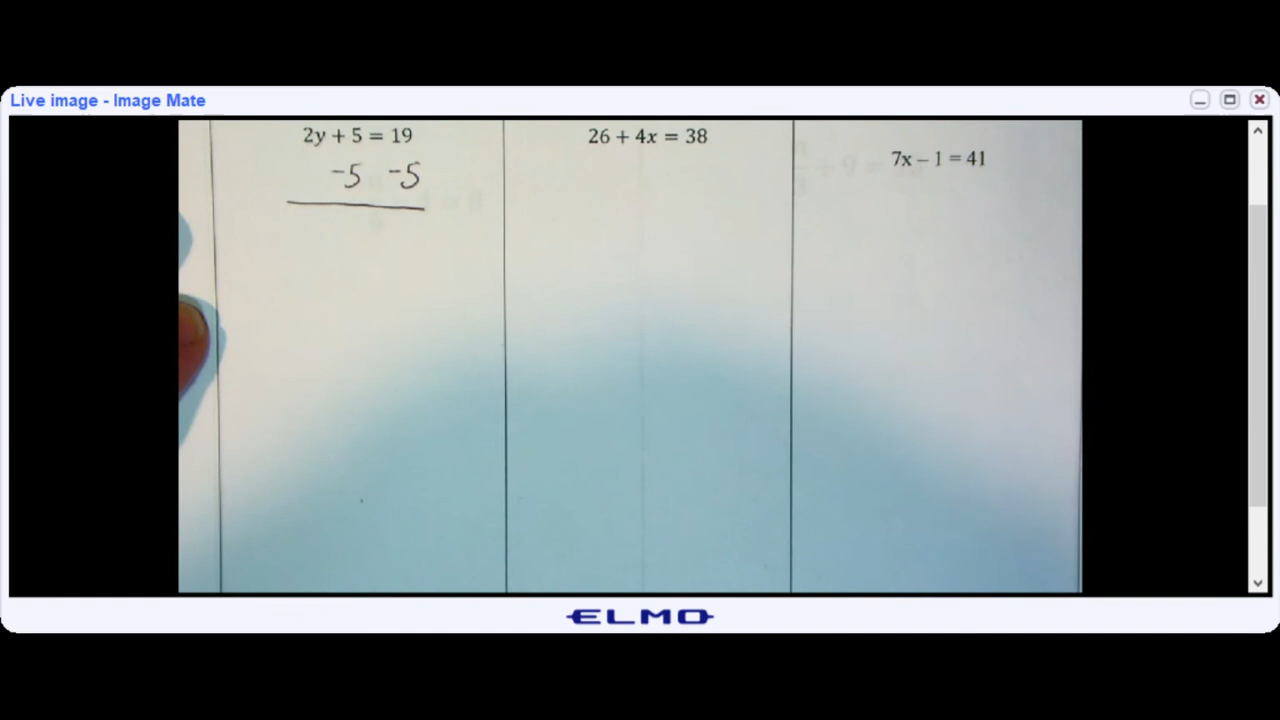 Live image - Image Mate
2y + 5 = 19
-5 -5
26 + 4x = 38
7x – 1 = 41
ELMO